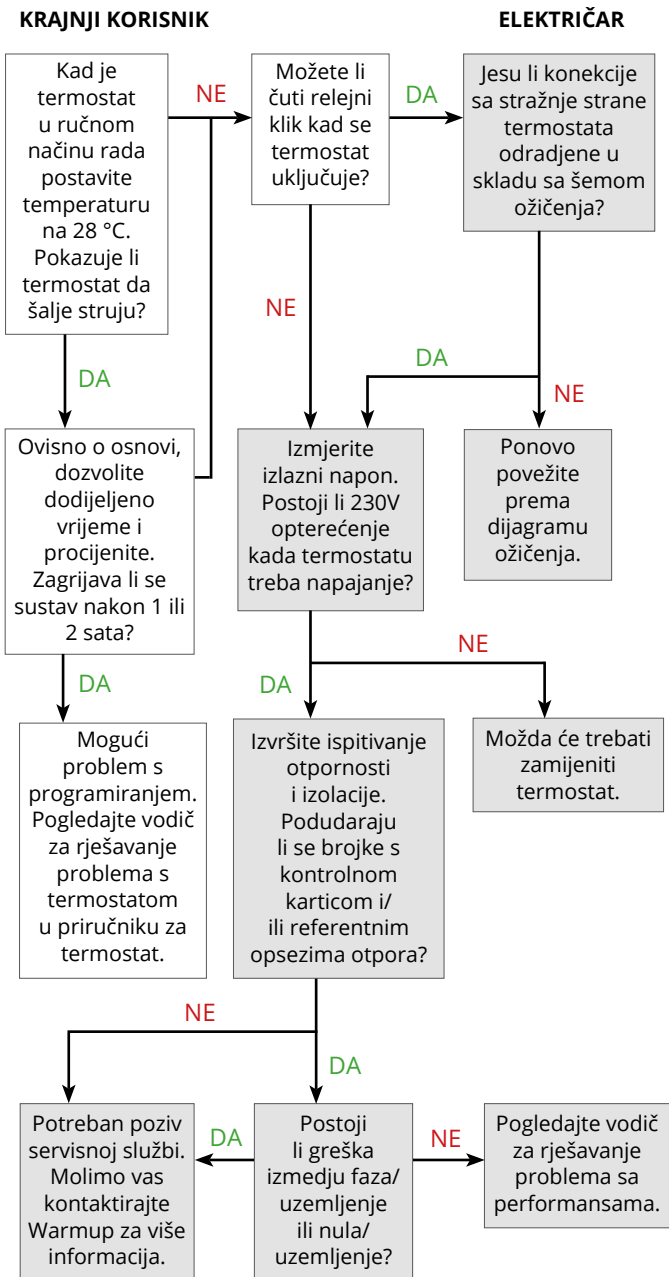 KRAJNJI KORISNIK
ELEKTRIČAR
Kad je
termostat
u ručnom
načinu rada
postavite
temperaturu
na 28 °C.
Pokazuje li
termostat da
šalje struju?
NE
Možete li
čuti relejni
klik kad se
termostat
uključuje?
DA
Jesu li konekcije
sa stražnje strane
termostata
odradjene u
skladu sa šemom
ožičenja?
NE
DA
DA
NE
Ovisno o osnovi,
dozvolite
dodijeljeno
vrijeme i
procijenite.
Zagrijava li se
sustav nakon 1 ili
2 sata?
Izmjerite
izlazni napon.
Postoji li 230V
opterećenje
kada termostatu
treba napajanje?
Ponovo
povežite
prema
dijagramu
ožičenja.
DA
DA
NE
Mogući
problem s
programiranjem.
Pogledajte vodič
za rješavanje
problema s
termostatom
u priručniku za
termostat.
Izvršite ispitivanje
otpornosti
i izolacije.
Podudaraju
li se brojke s
kontrolnom
karticom i/
ili referentnim
opsezima otpora?
Možda će trebati
zamijeniti
termostat.
NE
DA
Potreban poziv
servisnoj službi.
Molimo vas
kontaktirajte
Warmup za više
informacija.
DA
Postoji
li greška
izmedju faza/
uzemljenje
ili nula/
uzemljenje?
NE
Pogledajte vodič
za rješavanje
problema sa
performansama.